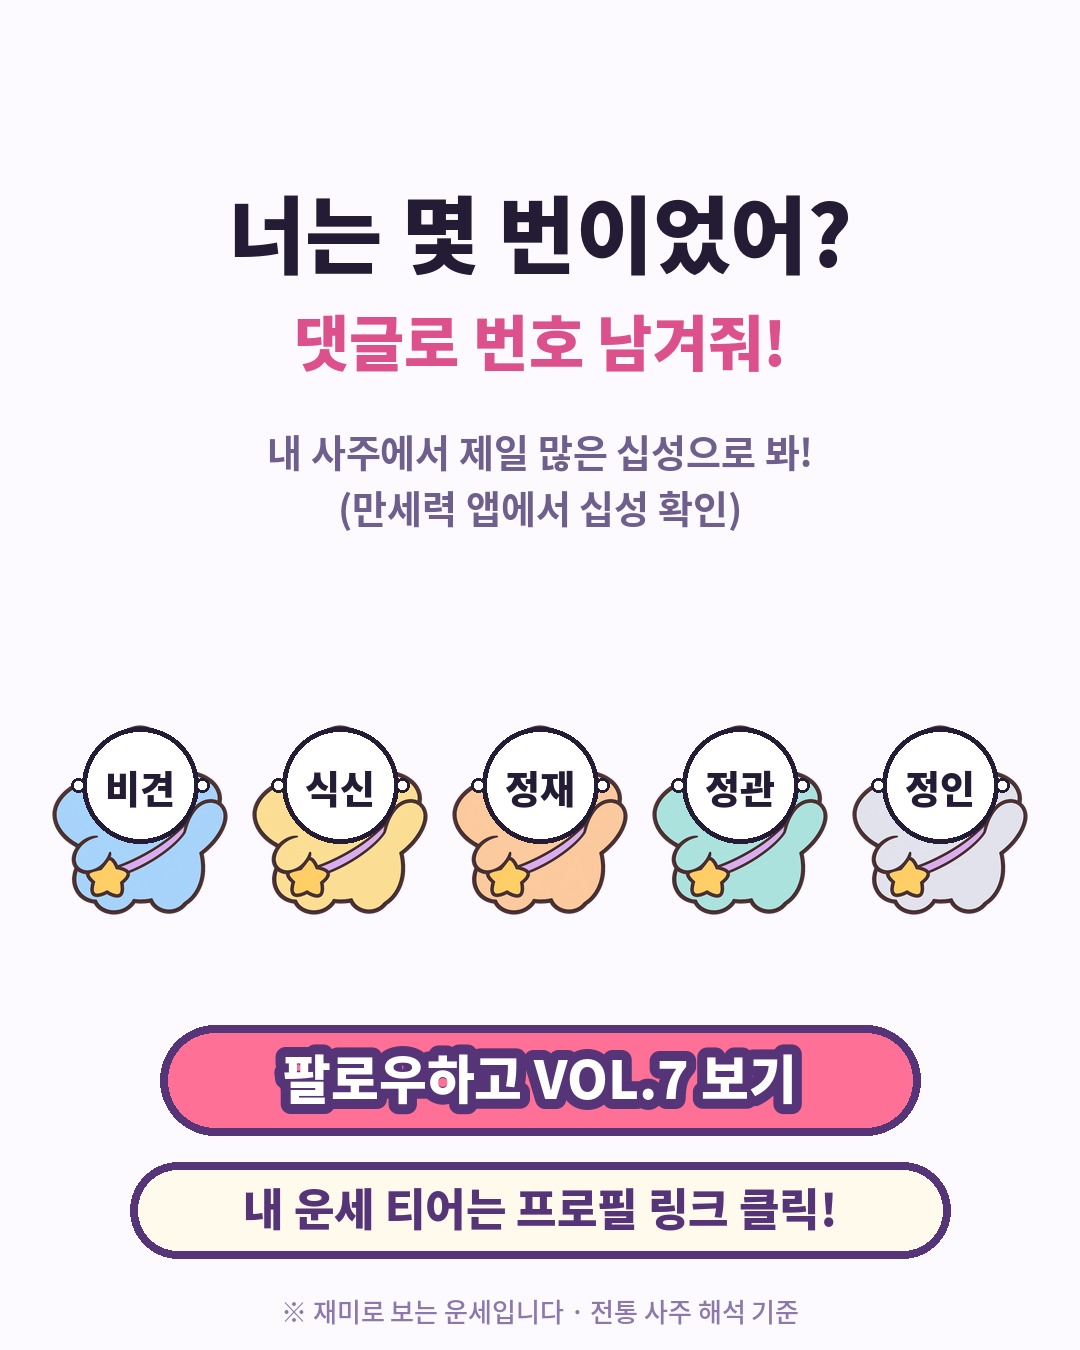 너는 몇 번이었어?
댓글로 번호 남겨줘!
내 사주에서 제일 많은 십성으로 봐!
(만세력 앱에서 십성 확인)
비견 식신 정재 정관 정인
팔로우하고 VOL.7 보기
내 운세 티어는 프로필 링크 클릭!
※ 재미로 보는 운세입니다 · 전통 사주 해석 기준